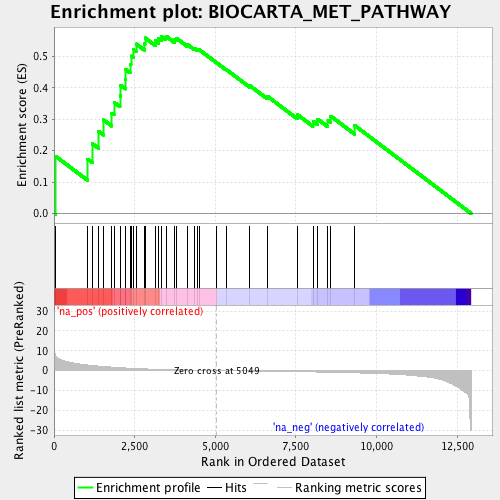 Enrichment plot: BIOCARTA_MET_PATHWAY
Enrichment score (ES)
0.5
0.4
0.3
0.2
0.1
0.0
'na_pos' (positively correlated)
Ranked list metric (PreRanked)
30
20
10
0
-10
-20
-30
Zero cross at 5049
'na_neg' (negatively correlated)
0
2,500
5,000
7,500
10,000
12,500
Rank in Ordered Dataset
Enrichment profile
Hits
Ranking metric scores